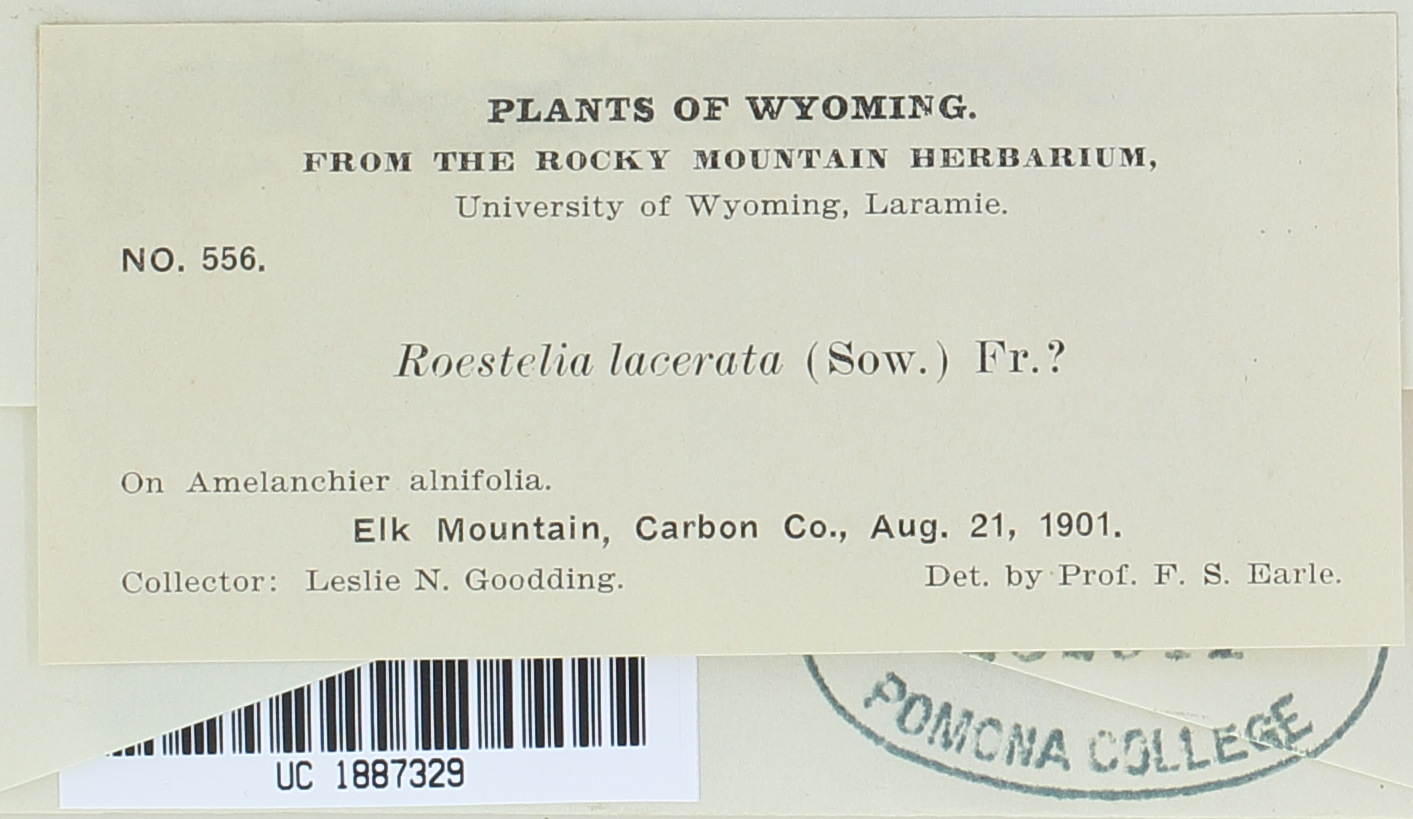 PLANTS OF WYOMING.
FROM THE ROCKY MOUNTAIN HERBARIUM,
University of Wyoming, Laramie.
NO. 556.
Roestelia lacerata (Sow.) Fr.?
On Amelanchier alnifolia.
Elk Mountain, Carbon Co., Aug. 21, 1901.
Collector: Leslie N. Goodding.
Det. by Prof. F. S. Earle.
UC 1887329
POMONA COLLEGE